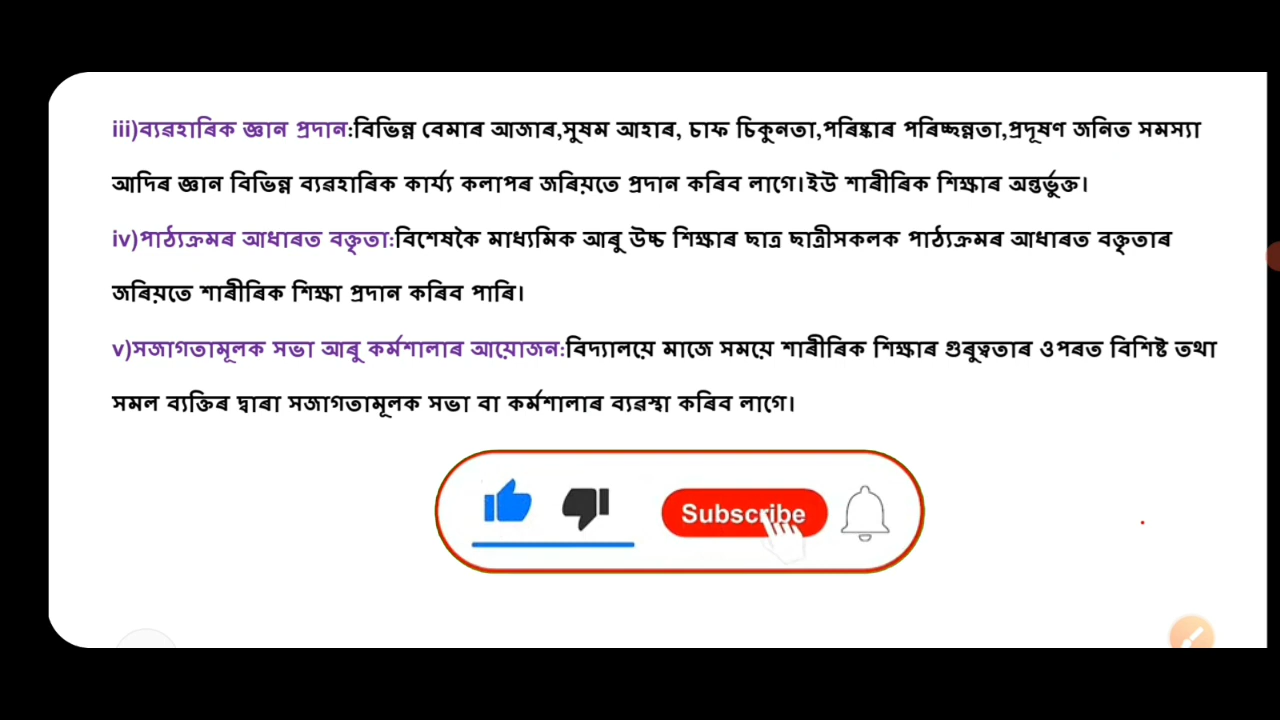 iii)ব্যৱহাৰিক জ্ঞান প্ৰদান:বিভিন্ন বেমাৰ আজাৰ,সুষম আহাৰ, চাফ চিকুনতা,পৰিষ্কাৰ পৰিচ্ছন্নতা,প্ৰদূষণ জনিত সমস্যা
আদিৰ জ্ঞান বিভিন্ন ব্যৱহাৰিক কাৰ্য্য কলাপৰ জৰিয়তে প্ৰদান কৰিব লাগে।ইউ শাৰীৰিক শিক্ষাৰ অন্তৰ্ভুক্ত।
iv)পাঠ্যক্ৰমৰ আধাৰত বক্তৃতা:বিশেষকৈ মাধ্যমিক আৰু উচ্চ শিক্ষাৰ ছাত্ৰ ছাত্ৰীসকলক পাঠ্যক্ৰমৰ আধাৰত বক্তৃতাৰ
জৰিয়তে শাৰীৰিক শিক্ষা প্ৰদান কৰিব পাৰি।
v)সজাগতামূলক সভা আৰু কৰ্মশালাৰ আয়োজন:বিদ্যালয়ে মাজে সময়ে শাৰীৰিক শিক্ষাৰ গুৰুত্বতাৰ ওপৰত বিশিষ্ট তথা
সমল ব্যক্তিৰ দ্বাৰা সজাগতামূলক সভা বা কৰ্মশালাৰ ব্যৱস্থা কৰিব লাগে।
Subscribe